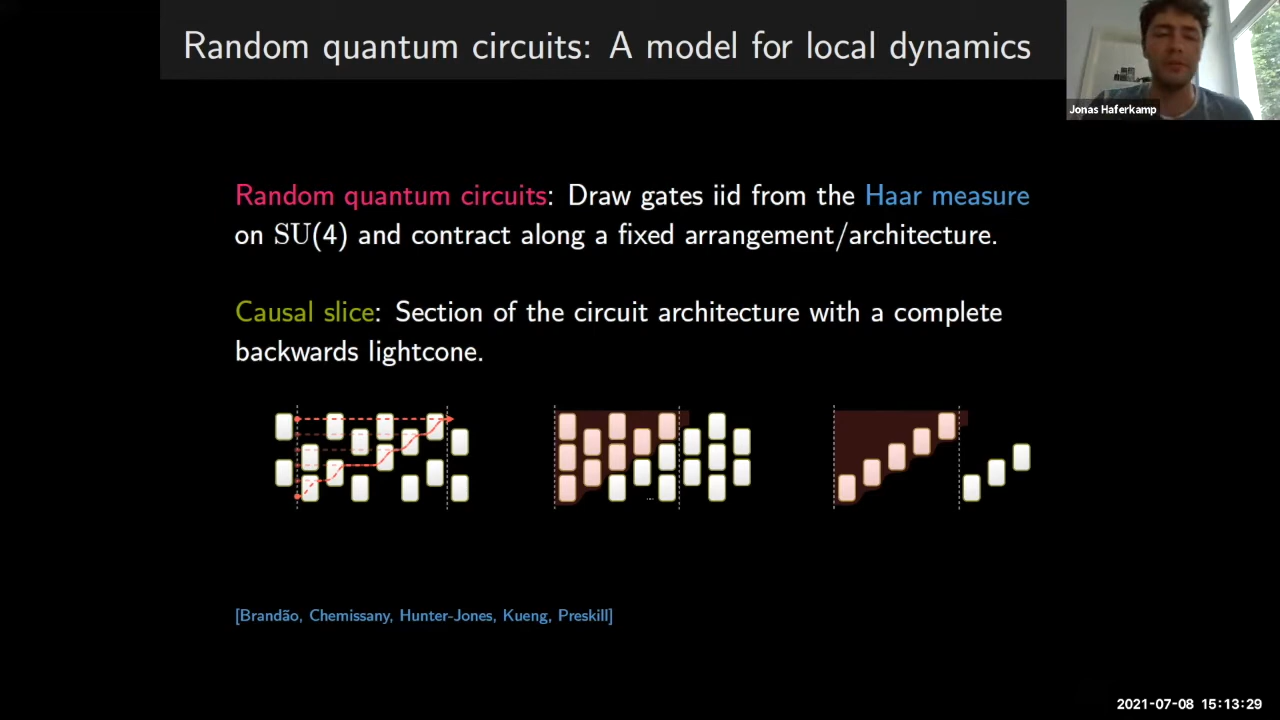 Random quantum circuits: A model for local dynamics
Jonas Haferkamp
Random quantum circuits: Draw gates iid from the Haar measure
on SU(4) and contract along a fixed arrangement/architecture.
Causal slice: Section of the circuit architecture with a complete
backwards lightcone.
[Brandão, Chemissany, Hunter-Jones, Kueng, Preskill]
2021-07-08 15:13:29